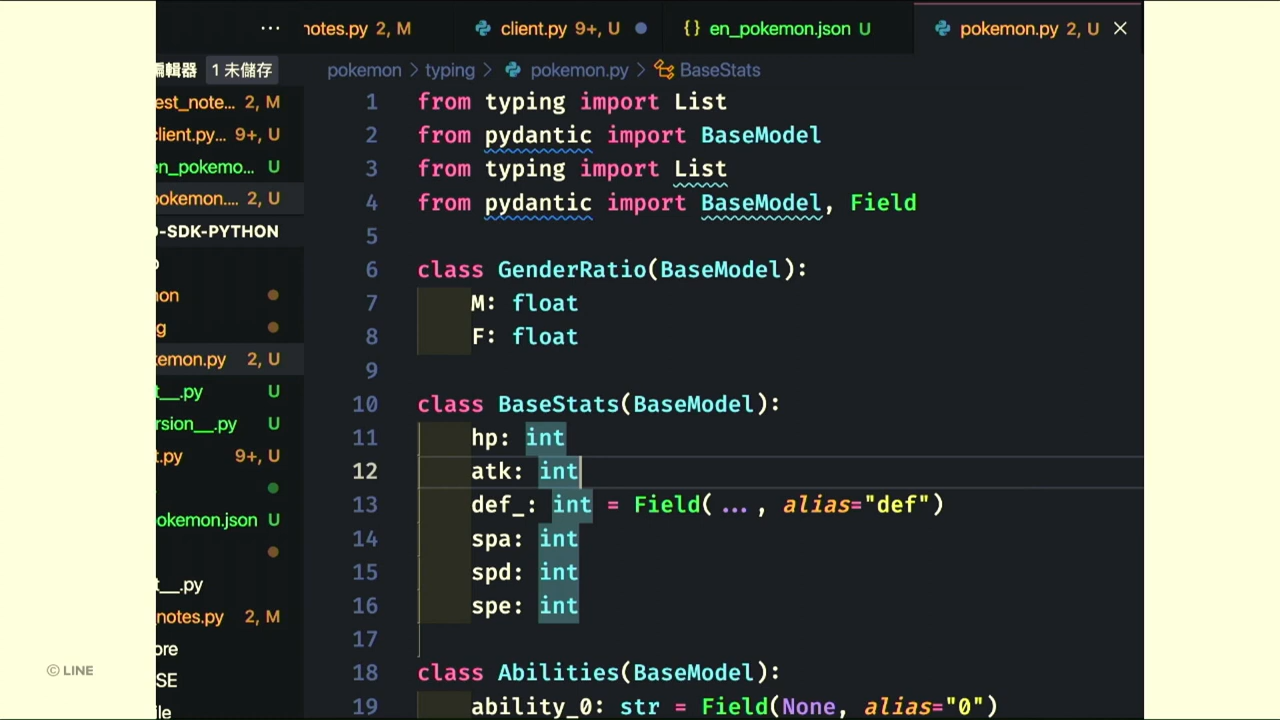 ··· notes.py 2, M client.py 9+, U {} en_pokemon.json U pokemon.py 2, U
編輯器 1 未儲存
pokemon > typing > pokemon.py > BaseStats
est_note... 2, M
client.py... 9+, U
en_pokemo... U
pokemon.... 2, U
-SDK-PYTHON
on
g
kemon.py 2, U
t__.py U
rsion__.py U
t.py 9+, U
okemon.json U
t__.py
notes.py 2, M
ore
SE
ile
1 from typing import List
2 from pydantic import BaseModel
3 from typing import List
4 from pydantic import BaseModel, Field
5
6 class GenderRatio(BaseModel):
7 M: float
8 F: float
9
10 class BaseStats(BaseModel):
11 hp: int
12 atk: int
13 def_: int = Field(..., alias="def")
14 spa: int
15 spd: int
16 spe: int
17
18 class Abilities(BaseModel):
19 ability_0: str = Field(None, alias="0")
© LINE